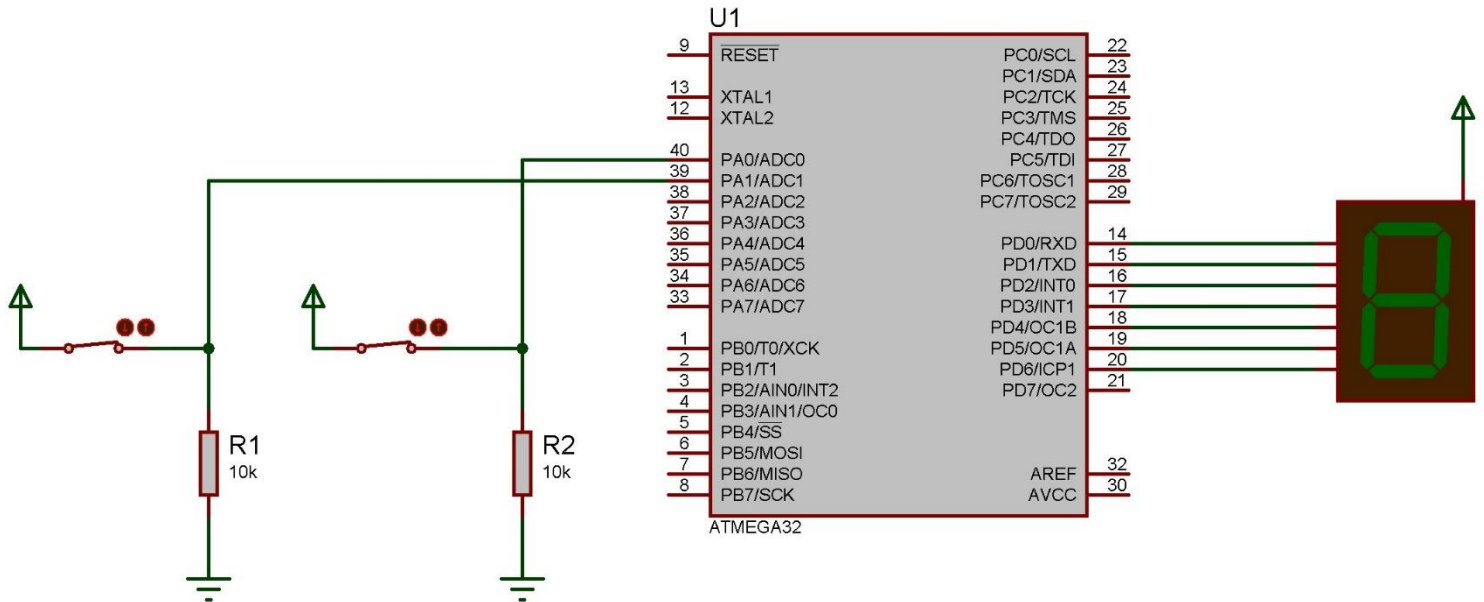 U1
9 RESET PC0/SCL 22
PC1/SDA 23
13 XTAL1 PC2/TCK 24
12 XTAL2 PC3/TMS 25
PC4/TDO 26
40 PA0/ADC0 PC5/TDI 27
39 PA1/ADC1 PC6/TOSC1 28
38 PA2/ADC2 PC7/TOSC2 29
37 PA3/ADC3
36 PA4/ADC4 PD0/RXD 14
35 PA5/ADC5 PD1/TXD 15
34 PA6/ADC6 PD2/INT0 16
33 PA7/ADC7 PD3/INT1 17
PD4/OC1B 18
1 PB0/T0/XCK PD5/OC1A 19
2 PB1/T1 PD6/ICP1 20
3 PB2/AIN0/INT2 PD7/OC2 21
4 PB3/AIN1/OC0
5 PB4/SS
6 PB5/MOSI
7 PB6/MISO AREF 32
8 PB7/SCK AVCC 30
ATMEGA32
R1
10k
R2
10k